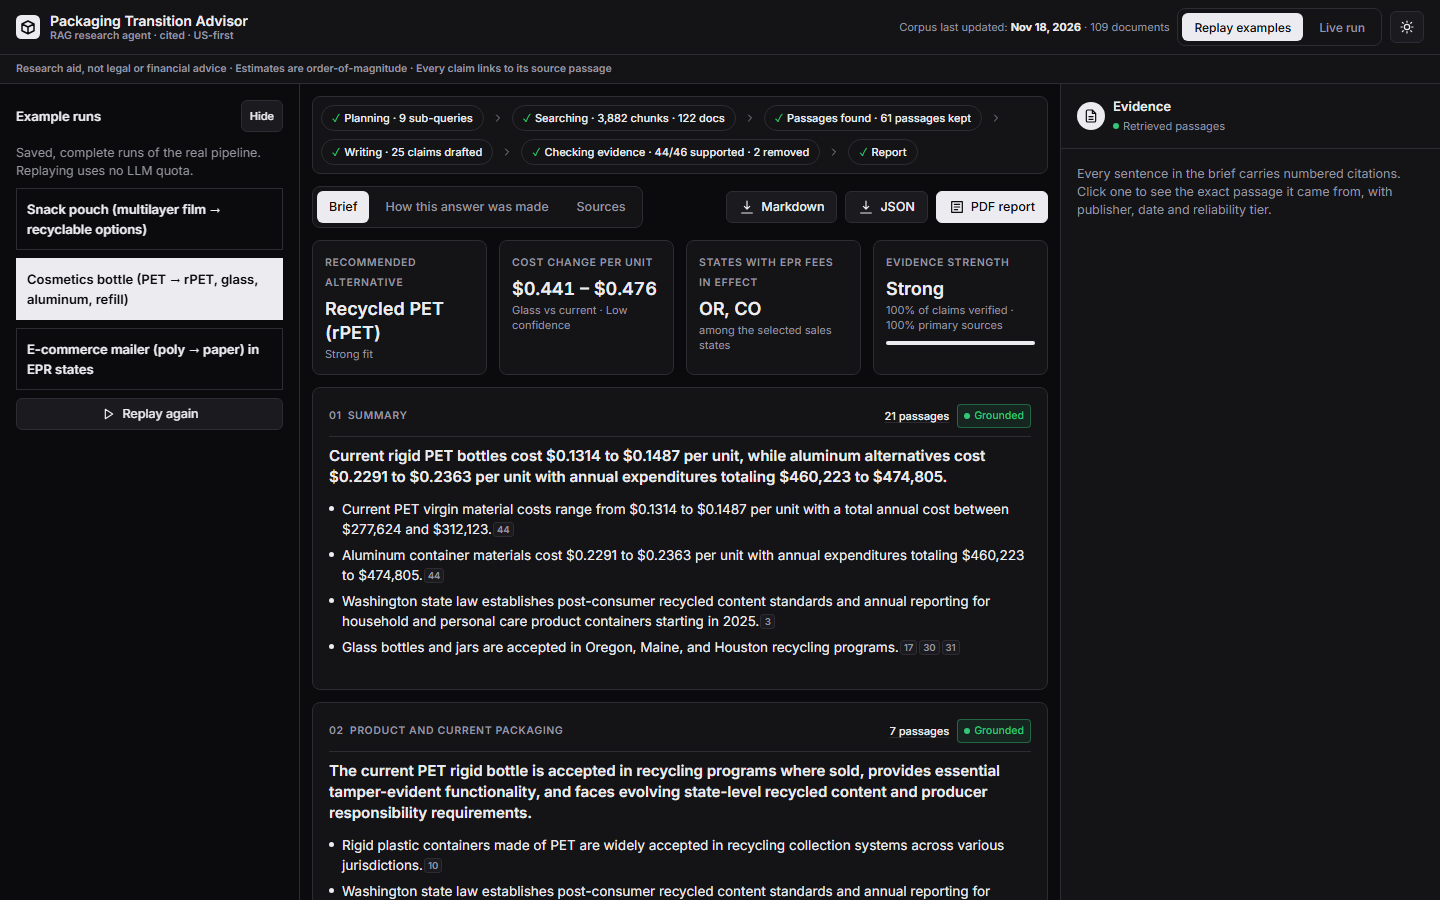 Packaging Transition Advisor
RAG research agent · cited · US-first
Corpus last updated: Nov 18, 2026 · 109 documents
Replay examples
Live run
Research aid, not legal or financial advice · Estimates are order-of-magnitude · Every claim links to its source passage
Example runs
Hide
Saved, complete runs of the real pipeline.
Replaying uses no LLM quota.
Snack pouch (multilayer film →
recyclable options)
Cosmetics bottle (PET → rPET, glass,
aluminum, refill)
E-commerce mailer (poly → paper) in
EPR states
Replay again
✓ Planning · 9 sub-queries
✓ Searching · 3,882 chunks · 122 docs
✓ Passages found · 61 passages kept
✓ Writing · 25 claims drafted
✓ Checking evidence · 44/46 supported · 2 removed
✓ Report
Brief
How this answer was made
Sources
Markdown
JSON
PDF report
RECOMMENDED
ALTERNATIVE
Recycled PET
(rPET)
Strong fit
COST CHANGE PER UNIT
$0.441 – $0.476
Glass vs current · Low
confidence
STATES WITH EPR FEES
IN EFFECT
OR, CO
among the selected sales
states
EVIDENCE STRENGTH
Strong
100% of claims verified ·
100% primary sources
01 SUMMARY
21 passages
Grounded
Current rigid PET bottles cost $0.1314 to $0.1487 per unit, while aluminum alternatives cost
$0.2291 to $0.2363 per unit with annual expenditures totaling $460,223 to $474,805.
• Current PET virgin material costs range from $0.1314 to $0.1487 per unit with a total annual cost between
$277,624 and $312,123. 44
• Aluminum container materials cost $0.2291 to $0.2363 per unit with annual expenditures totaling $460,223
to $474,805. 44
• Washington state law establishes post-consumer recycled content standards and annual reporting for
household and personal care product containers starting in 2025. 3
• Glass bottles and jars are accepted in Oregon, Maine, and Houston recycling programs. 17 30 31
02 PRODUCT AND CURRENT PACKAGING
7 passages
Grounded
The current PET rigid bottle is accepted in recycling programs where sold, provides essential
tamper-evident functionality, and faces evolving state-level recycled content and producer
responsibility requirements.
• Rigid plastic containers made of PET are widely accepted in recycling collection systems across various
jurisdictions. 10
• Washington state law establishes post-consumer recycled content standards and annual reporting for
Evidence
Retrieved passages
Every sentence in the brief carries numbered citations.
Click one to see the exact passage it came from, with
publisher, date and reliability tier.